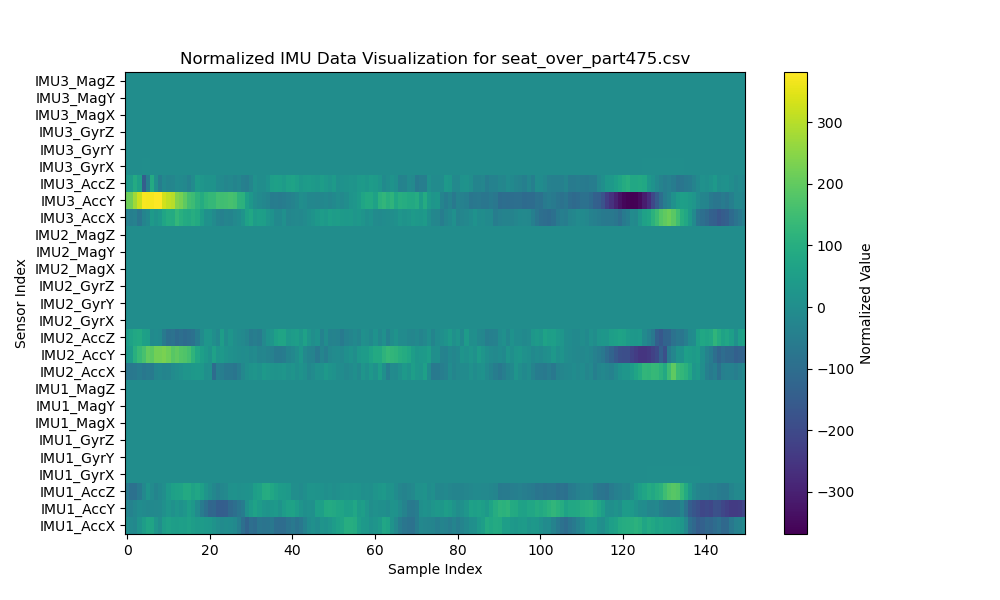 Normalized IMU Data Visualization for seat_over_part475.csv
IMU3_MagZ
IMU3_MagY
IMU3_MagX
IMU3_GyrZ
IMU3_GyrY
IMU3_GyrX
IMU3_AccZ
IMU3_AccY
IMU3_AccX
IMU2_MagZ
IMU2_MagY
IMU2_MagX
IMU2_GyrZ
IMU2_GyrY
IMU2_GyrX
IMU2_AccZ
IMU2_AccY
IMU2_AccX
IMU1_MagZ
IMU1_MagY
IMU1_MagX
IMU1_GyrZ
IMU1_GyrY
IMU1_GyrX
IMU1_AccZ
IMU1_AccY
IMU1_AccX
Sensor Index
0 20 40 60 80 100 120 140
Sample Index
300
200
100
0
−100
−200
−300
Normalized Value